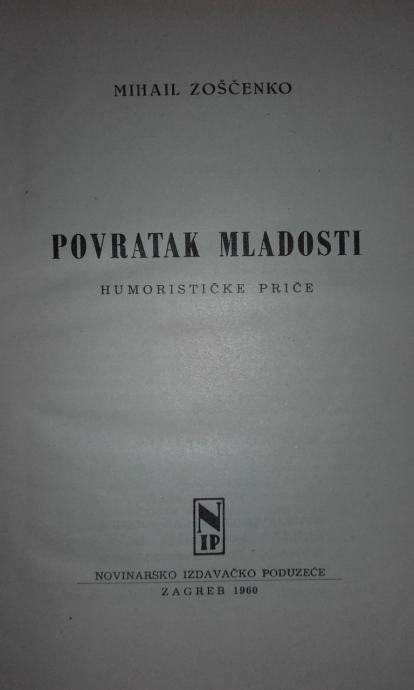 MIHAIL ZOŠČENKO
POVRATAK MLADOSTI
HUMORISTIČKE PRIČE
N
IP
NOVINARSKO IZDAVAČKO PODUZEĆE
ZAGREB 1960